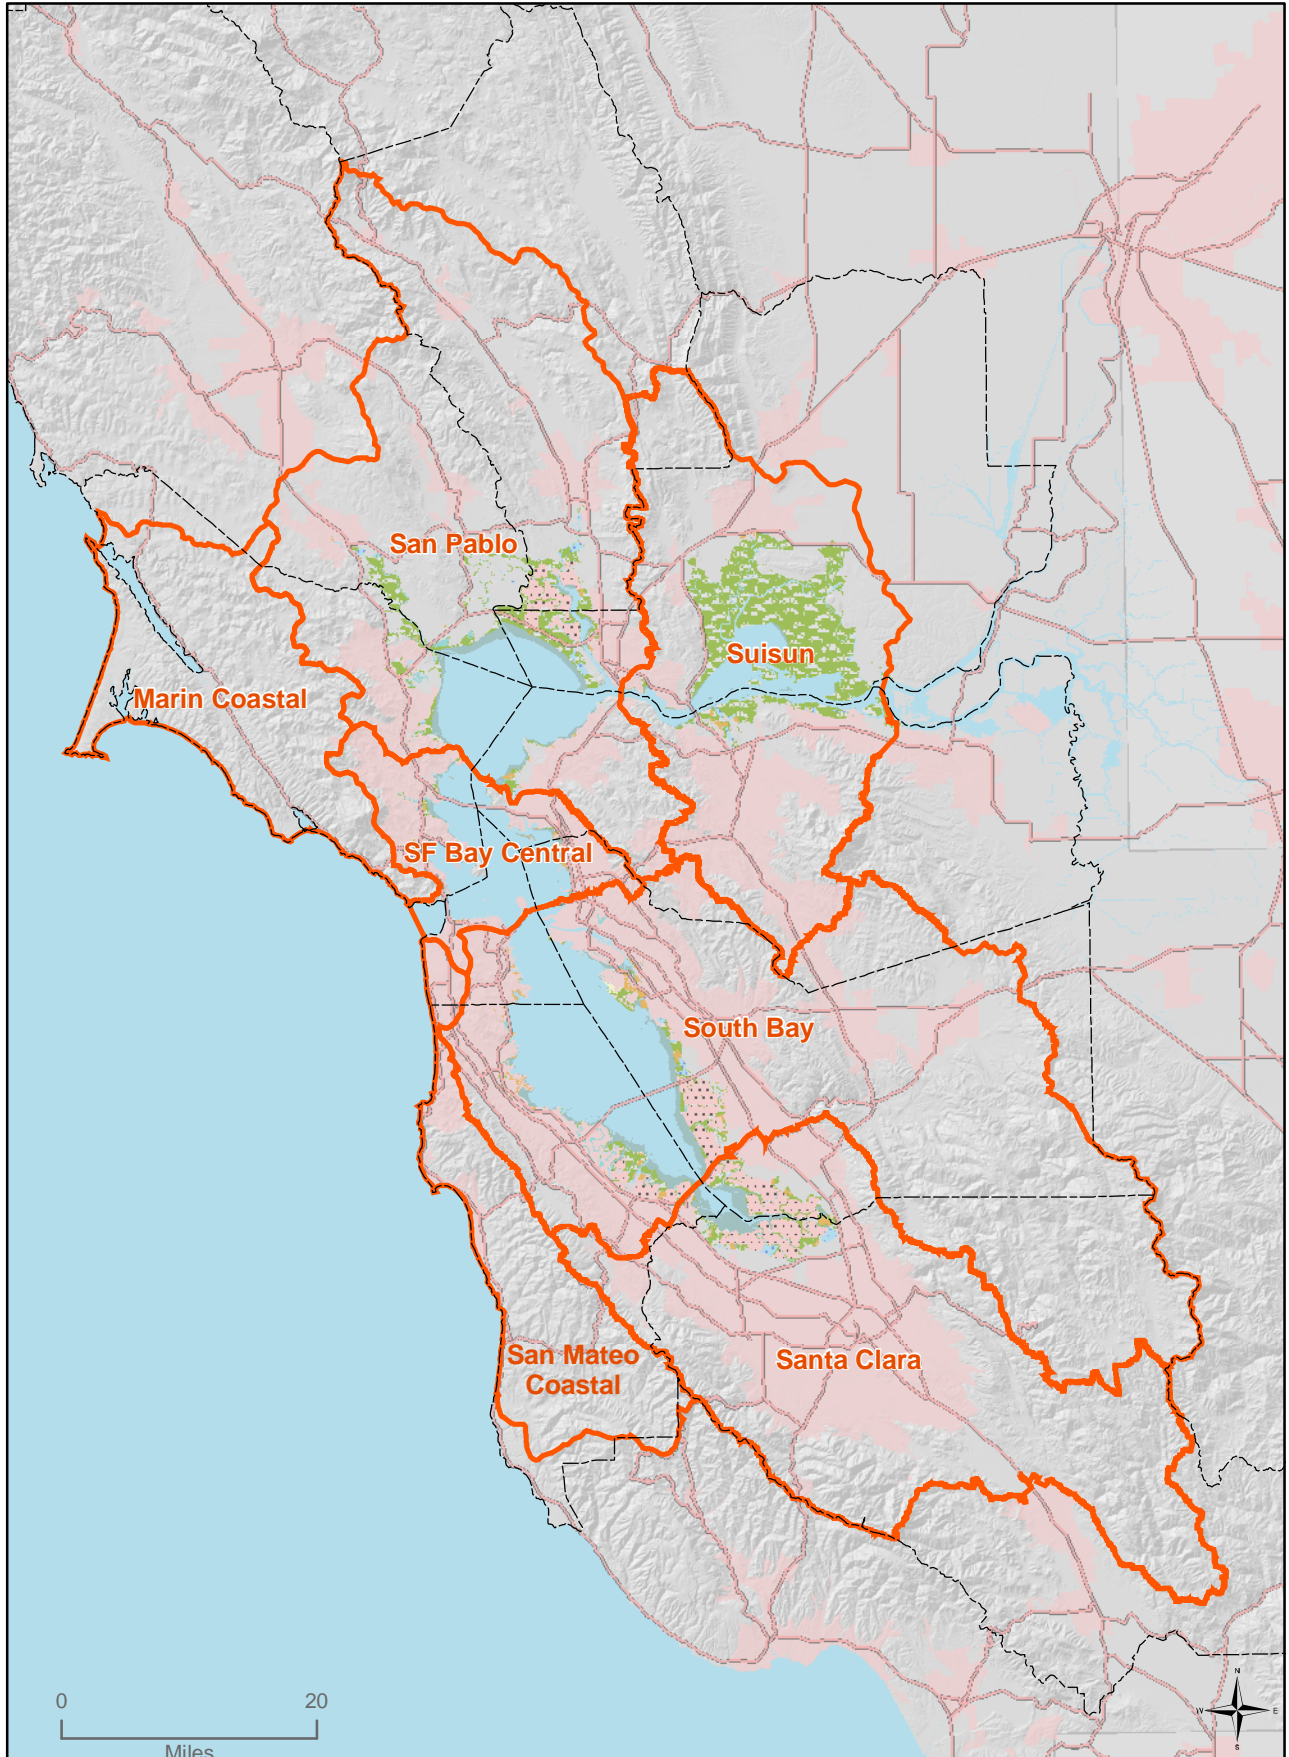 San Pablo
Suisun
Marin Coastal
SF Bay Central
South Bay
San Mateo
Coastal
Santa Clara
0 20
Miles
N
W E
S